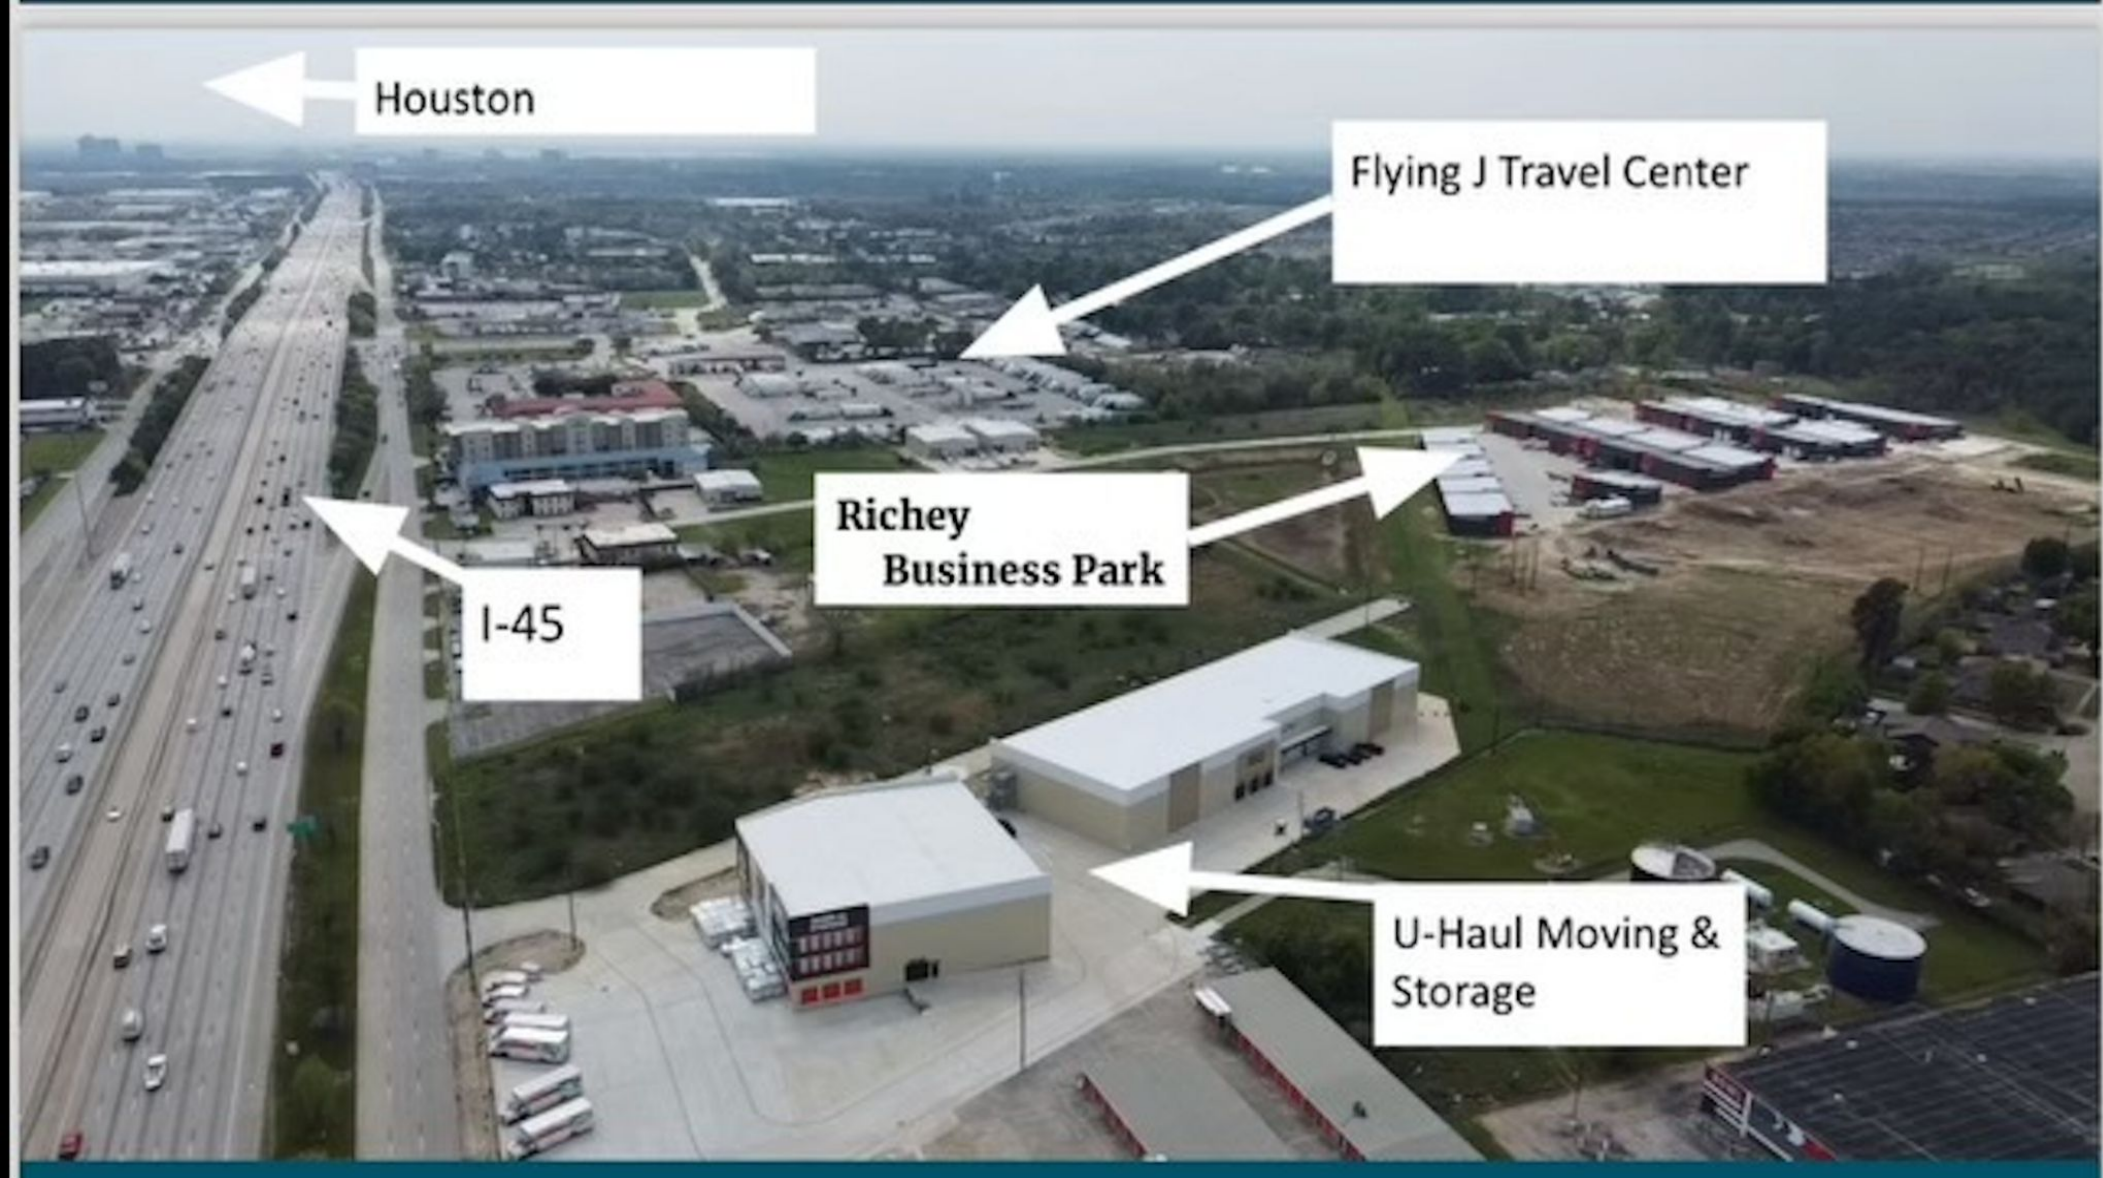 Houston
Flying J Travel Center
Richey
Business Park
I-45
U-Haul Moving &
Storage